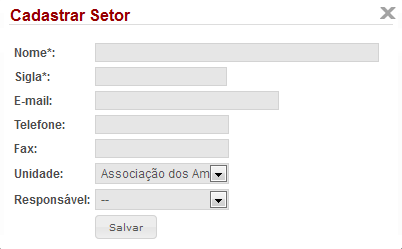 Cadastrar Setor
Nome*:
Sigla*:
E-mail:
Telefone:
Fax:
Unidade: Associação dos Am
Responsável: --
Salvar